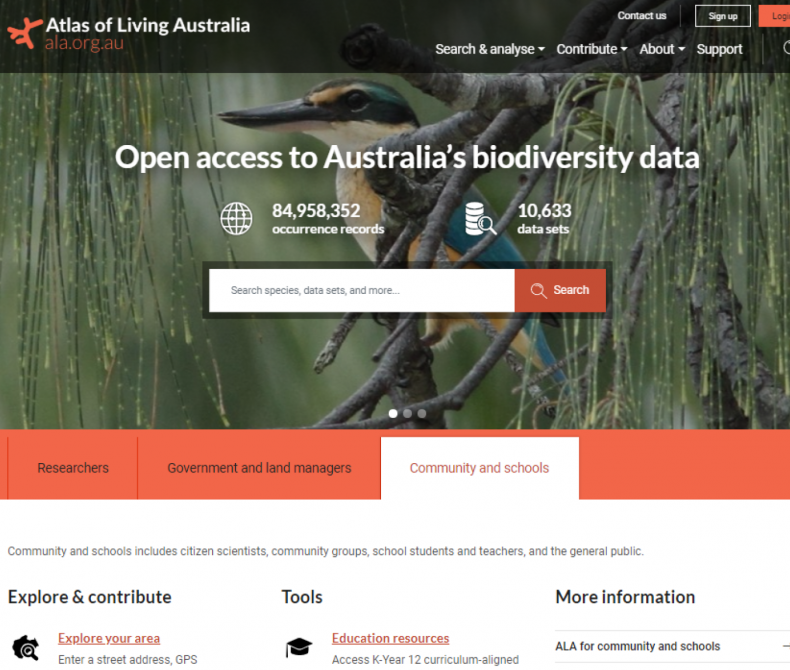 Atlas of Living Australia
ala.org.au
Contact us
Sign up
Search & analyse
Contribute
About
Support
Open access to Australia's biodiversity data
84,958,352
occurrence records
10,633
data sets
Search species, data sets, and more...
Search
Researchers
Government and land managers
Community and schools
Community and schools includes citizen scientists, community groups, school students and teachers, and the general public.
Explore & contribute
Tools
More information
Explore your area
Enter a street address, GPS
Education resources
Access K-Year 12 curriculum-aligned
ALA for community and schools